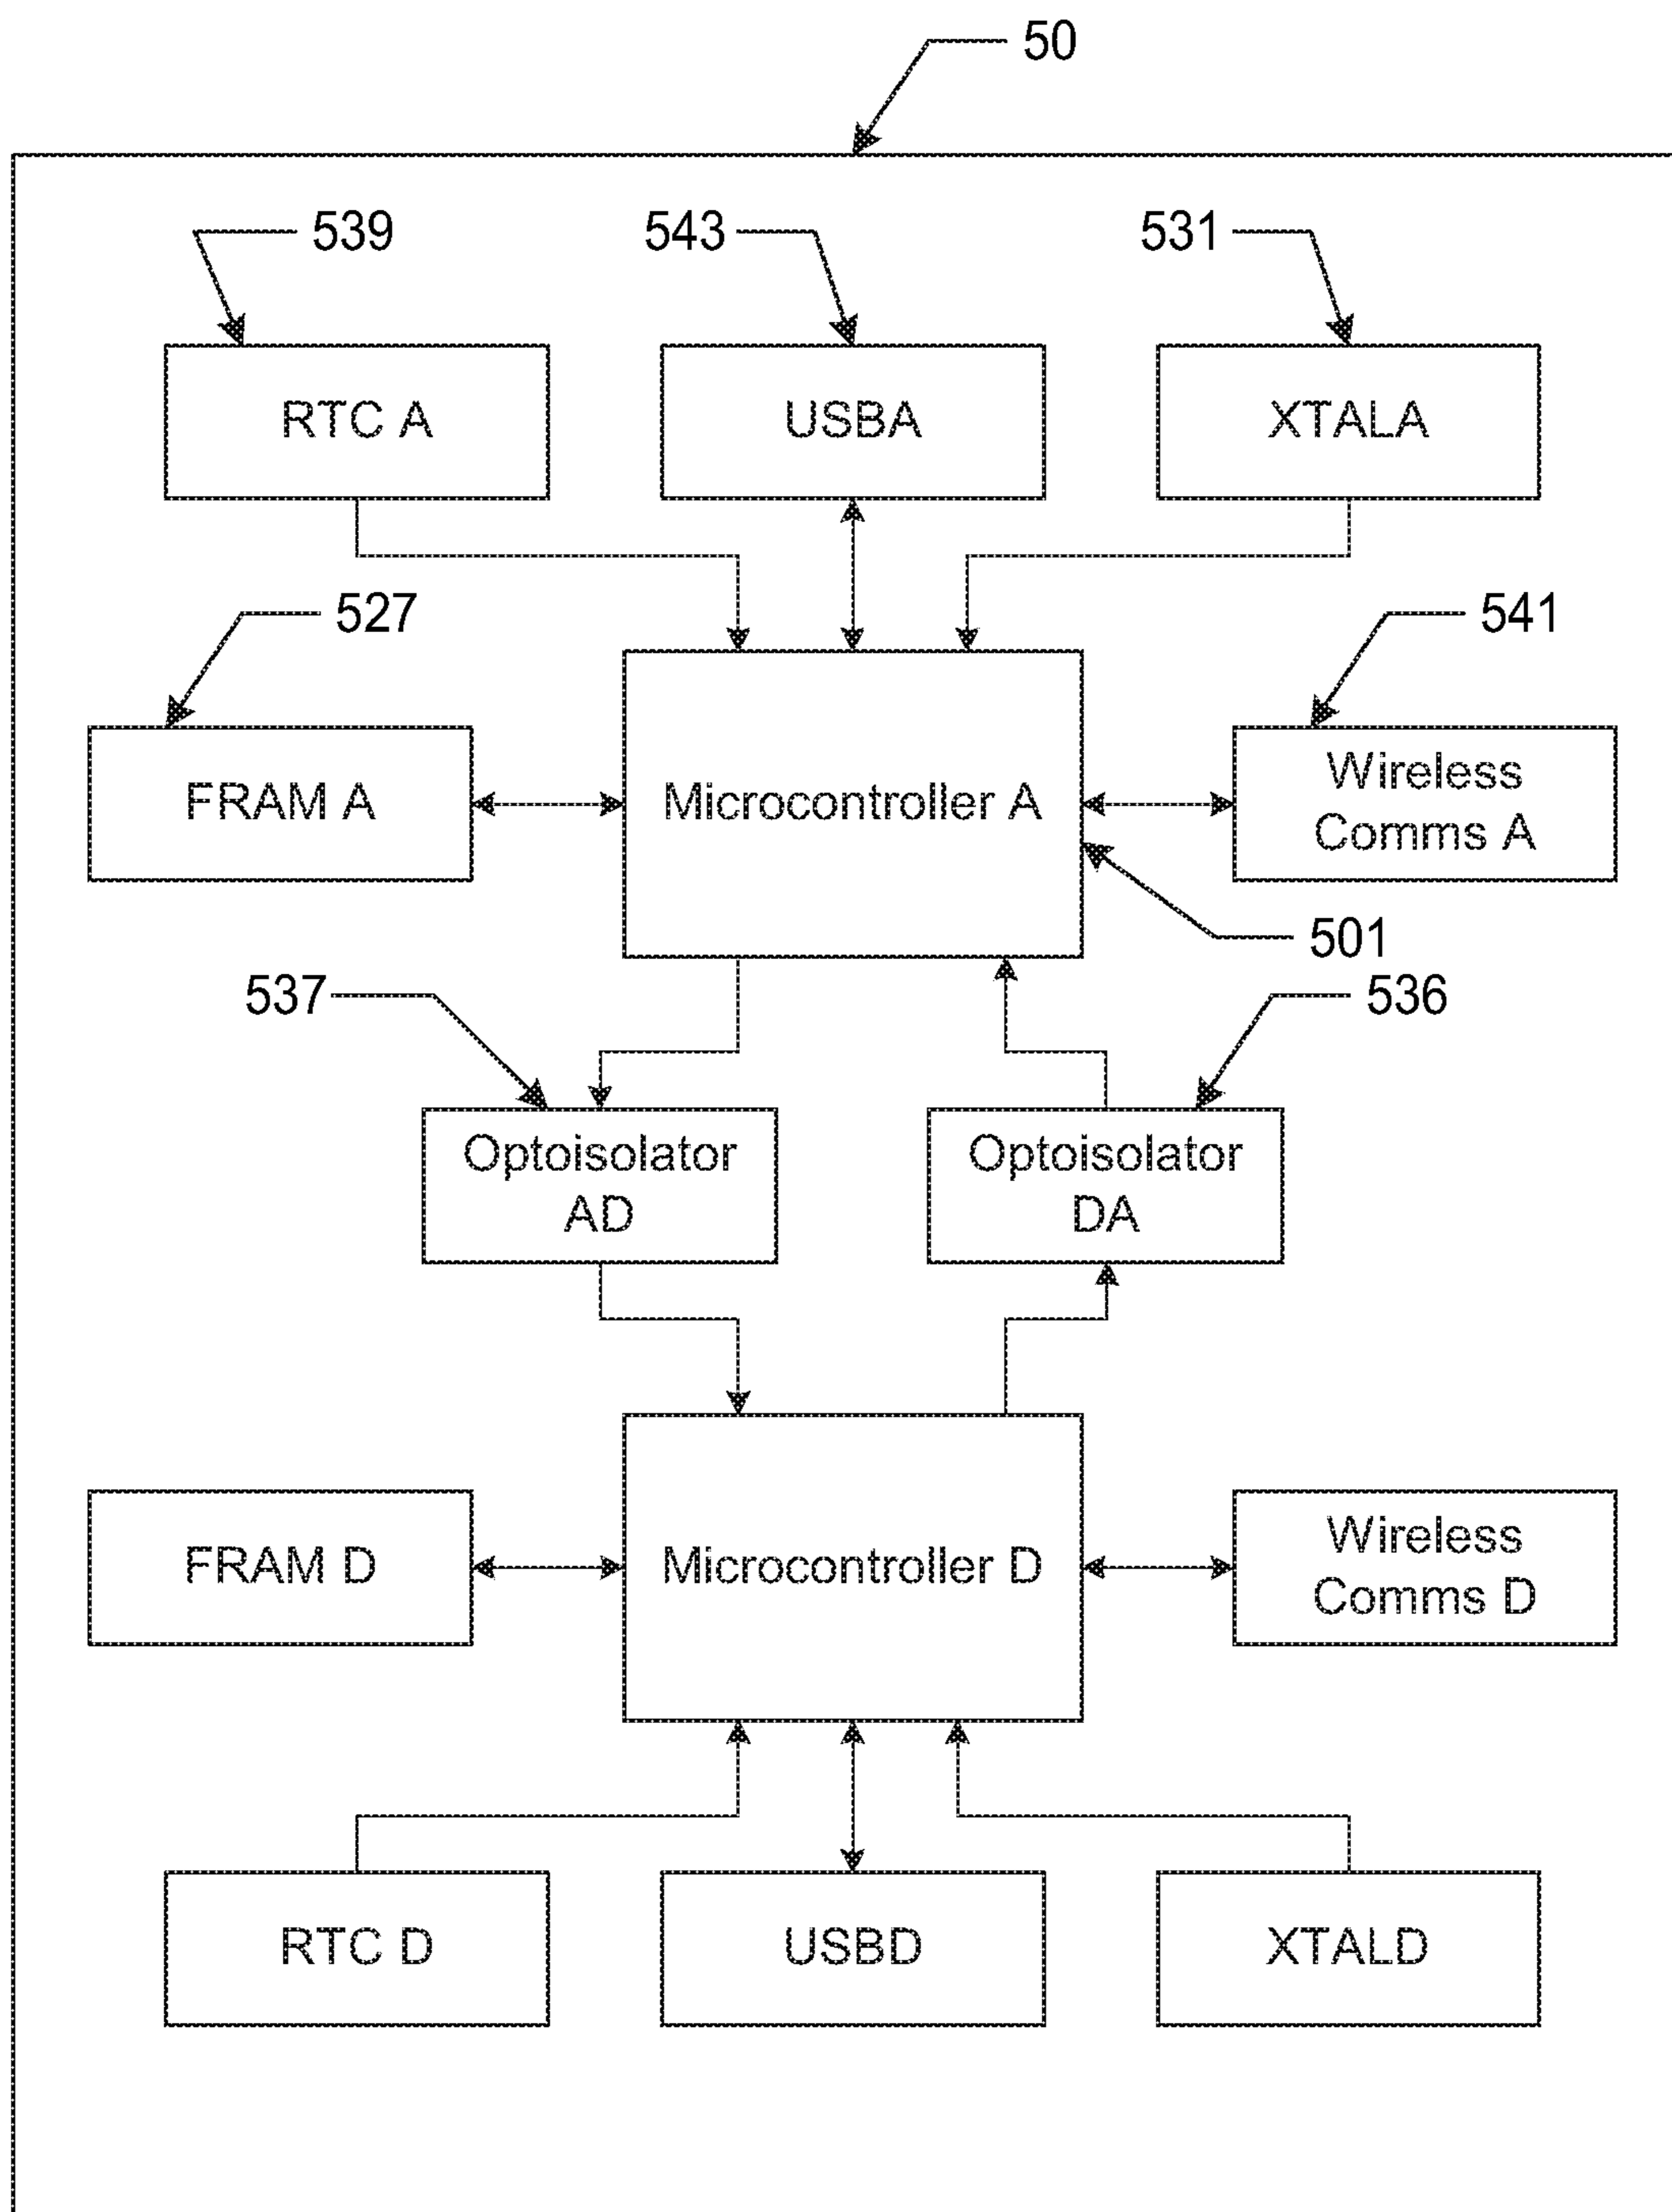 50
539
543
531
RTC A
USBA
XTALA
527
541
FRAM A
Microcontroller A
Wireless
Comms A
501
537
536
Optoisolator
AD
Optoisolator
DA
FRAM D
Microcontroller D
Wireless
Comms D
RTC D
USBD
XTALD